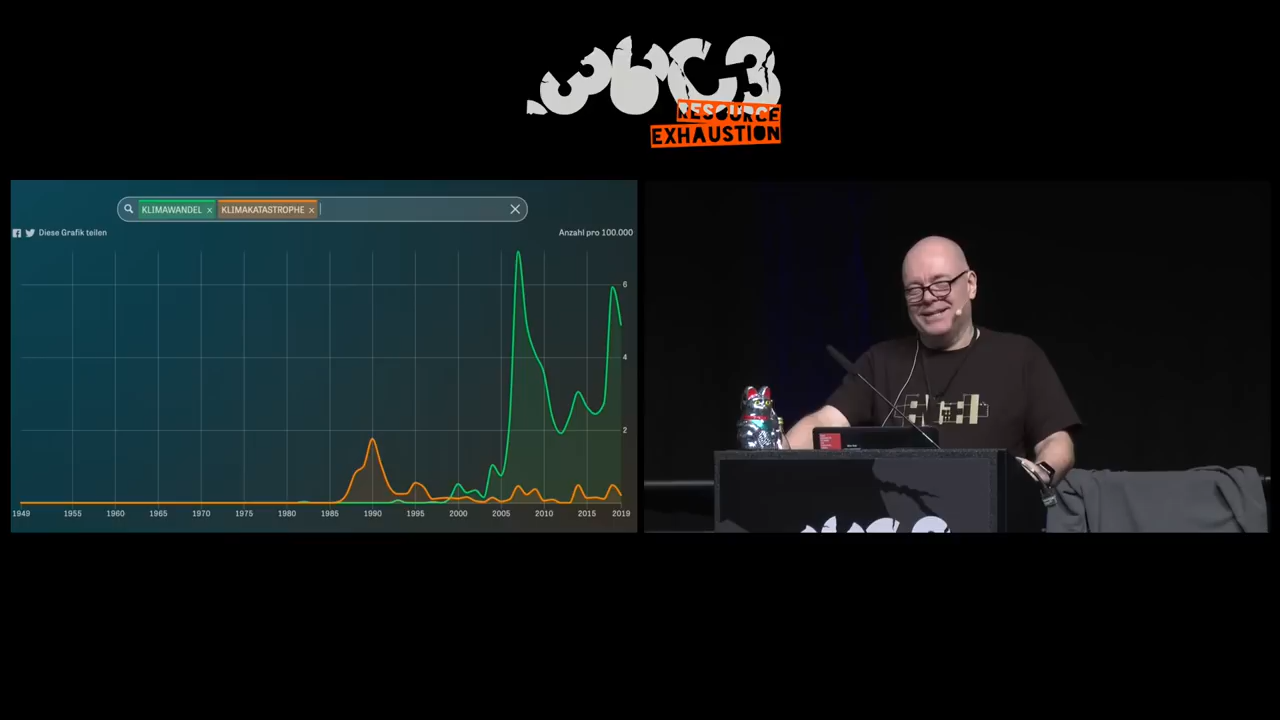 36C3
RESOURCE
EXHAUSTION
KLIMAWANDEL x KLIMAKATASTROPHE x
Diese Grafik teilen
Anzahl pro 100.000
6
4
2
1949 1955 1960 1965 1970 1975 1980 1985 1990 1995 2000 2005 2010 2015 2019